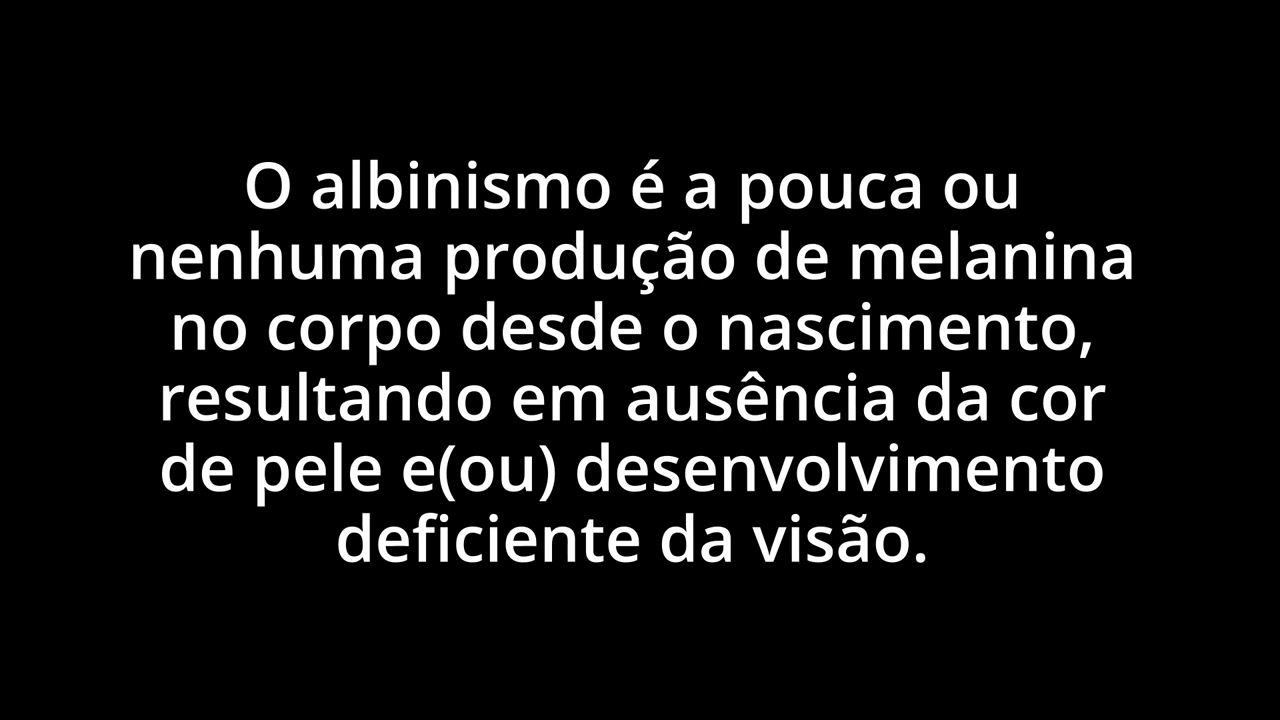 O albinismo é a pouca ou
nenhuma produção de melanina
no corpo desde o nascimento,
resultando em ausência da cor
de pele e(ou) desenvolvimento
deficiente da visão.